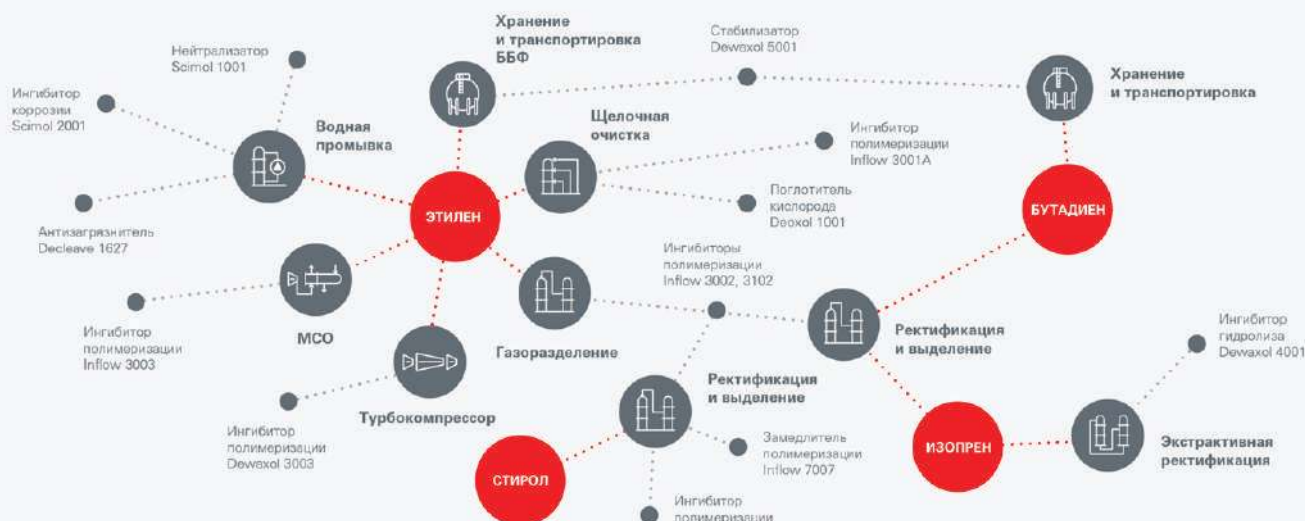 Хранение
и транспортировка
ББФ
Стабилизатор
Dewaxol 5001
Хранение
и транспортировка
Нейтрализатор
Scimol 1001
Ингибитор
коррозии
Scimol 2001
Водная
промывка
Щелочная
очистка
Ингибитор
полимеризации
Inflow 3001A
Поглотитель
кислорода
Deoxol 1001
ЭТИЛЕН
БУТАДИЕН
Антизагрязнитель
Decleave 1627
Ингибиторы
полимеризации
Inflow 3002, 3102
Ингибитор
полимеризации
Inflow 3003
МСО
Газоразделение
Ректификация
и выделение
Ингибитор
гидролиза
Dewaxol 4001
Турбокомпрессор
Ректификация
и выделение
Ингибитор
полимеризации
Dewaxol 3003
Замедлитель
полимеризации
Inflow 7007
СТИРОЛ
ИЗОПРЕН
Экстрактивная
ректификация
Ингибитор
полимеризации